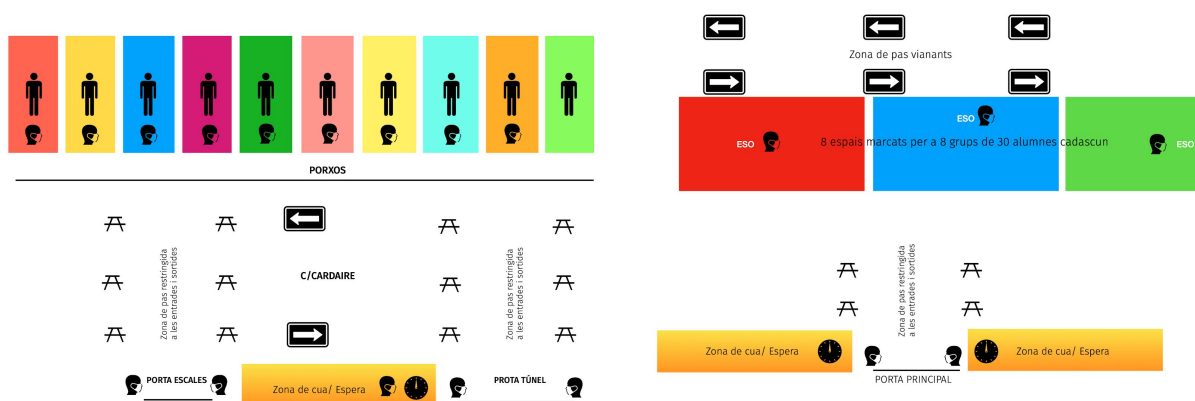 PORXOS
Zona de pas restringida
a les entrades i sortides
C/CARDAIRE
Zona de pas restringida
a les entrades i sortides
PORTA ESCALES
Zona de cua/ Espera
PROTA TÚNEL
Zona de pas vianants
ESO
ESO
8 espais marcats per a 8 grups de 30 alumnes cadascun
ESO
Zona de pas restringida
a les entrades i sortides
Zona de cua/ Espera
Zona de cua/ Espera
PORTA PRINCIPAL